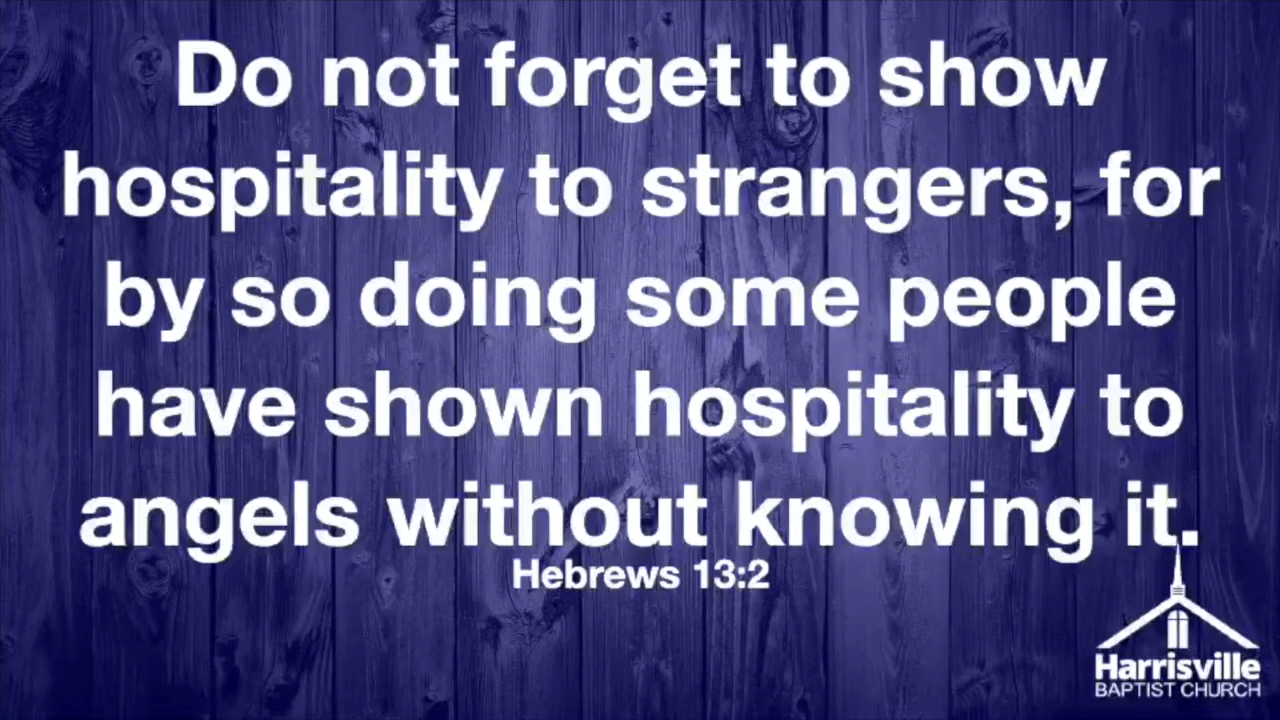 Do not forget to show
hospitality to strangers, for
by so doing some people
have shown hospitality to
angels without knowing it.
Hebrews 13:2
Harrisville
BAPTIST CHURCH